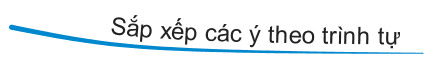 Sắp xếp các ý theo trình tự